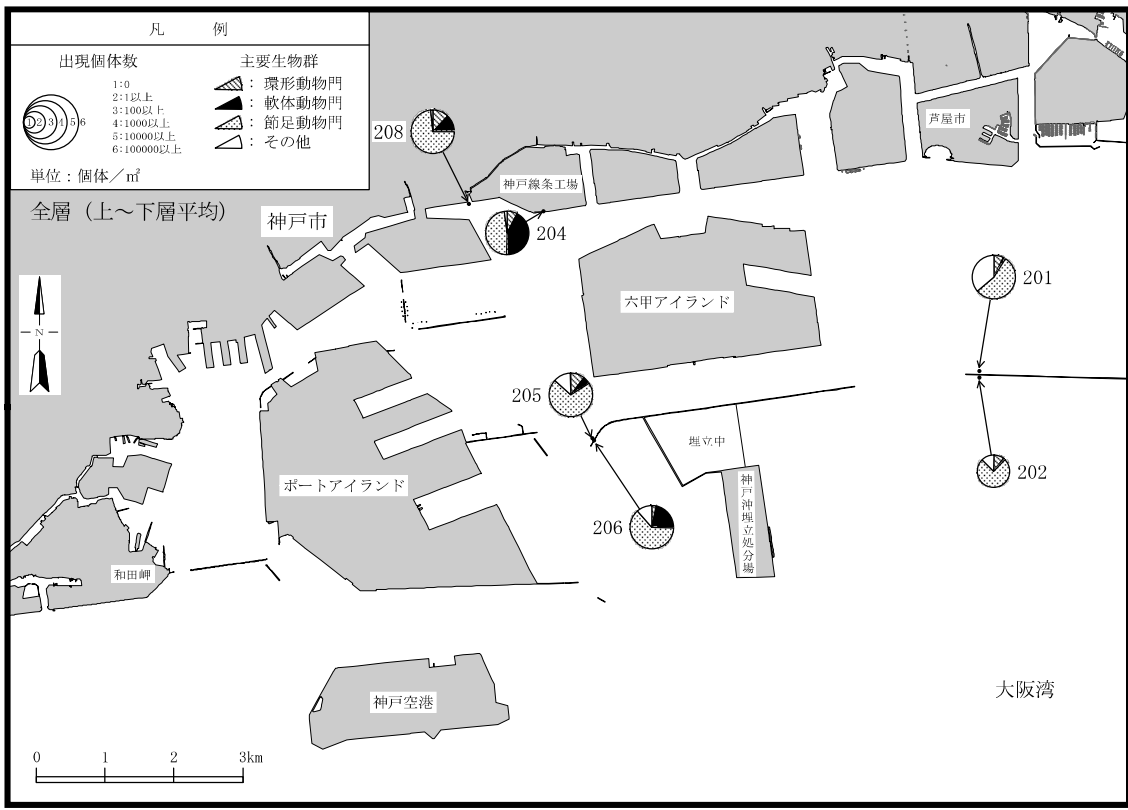 凡 例
出現個体数
主要生物群
1:0
2:1以上
3:100以上
4:1000以上
5:10000以上
6:100000以上
1 2 3 4 5 6
: 環形動物門
: 軟体動物門
: 節足動物門
: その他
単位：個体／㎡
全層（上～下層平均）
208
神戸線条工場
芦屋市
神戸市
204
201
六甲アイランド
N
205
埋立中
202
ポートアイランド
神戸沖埋立処分場
206
和田岬
大阪湾
神戸空港
0 1 2 3km